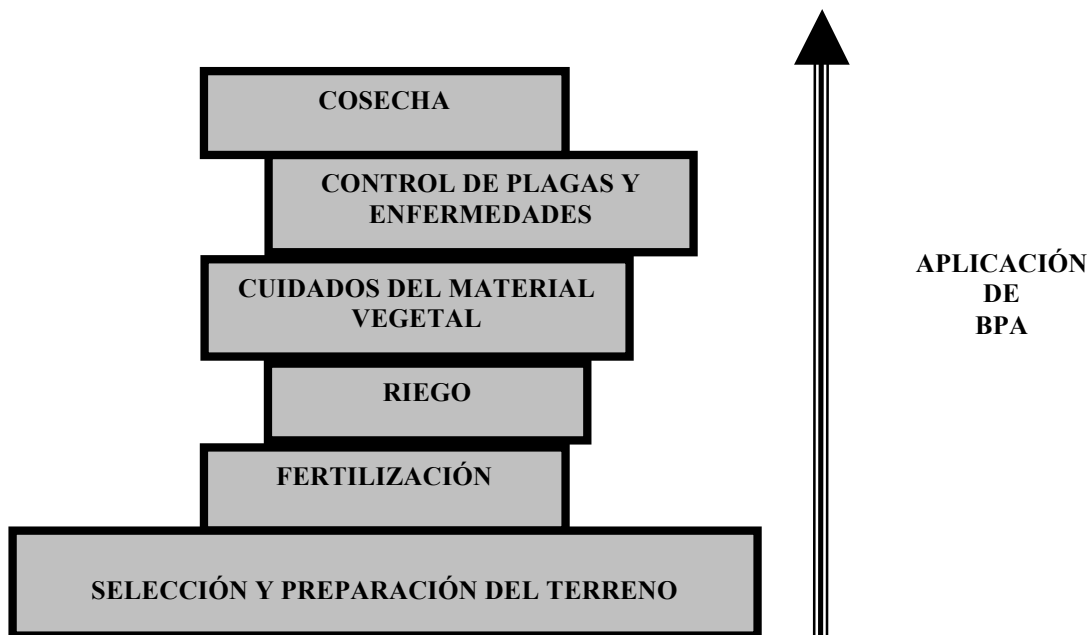 COSECHA
CONTROL DE PLAGAS Y
ENFERMEDADES
CUIDADOS DEL MATERIAL
VEGETAL
RIEGO
FERTILIZACIÓN
SELECCIÓN Y PREPARACIÓN DEL TERRENO
APLICACIÓN
DE
BPA